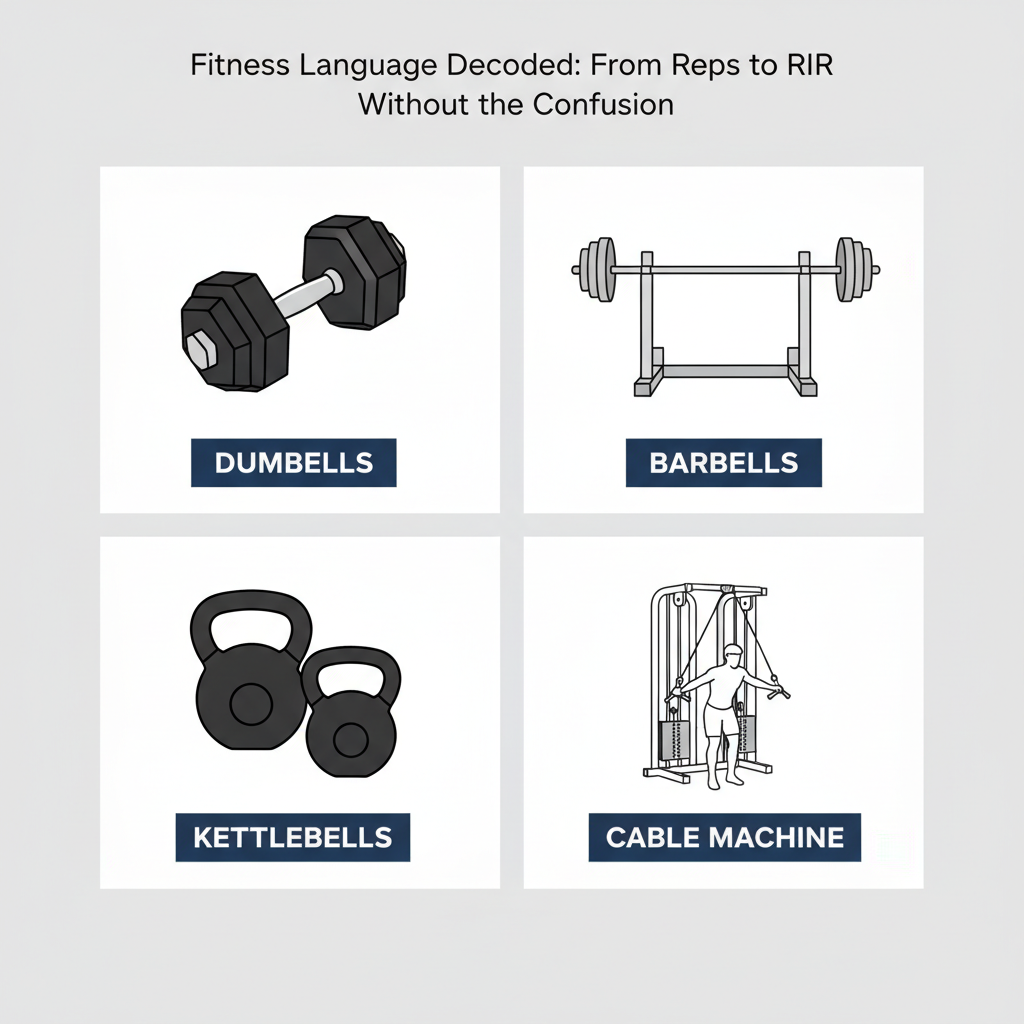 Fitness Language Decoded: From Reps to RIR
Without the Confusion
DUMBELLS
BARBELLS
KETTLEBELLS
CABLE MACHINE